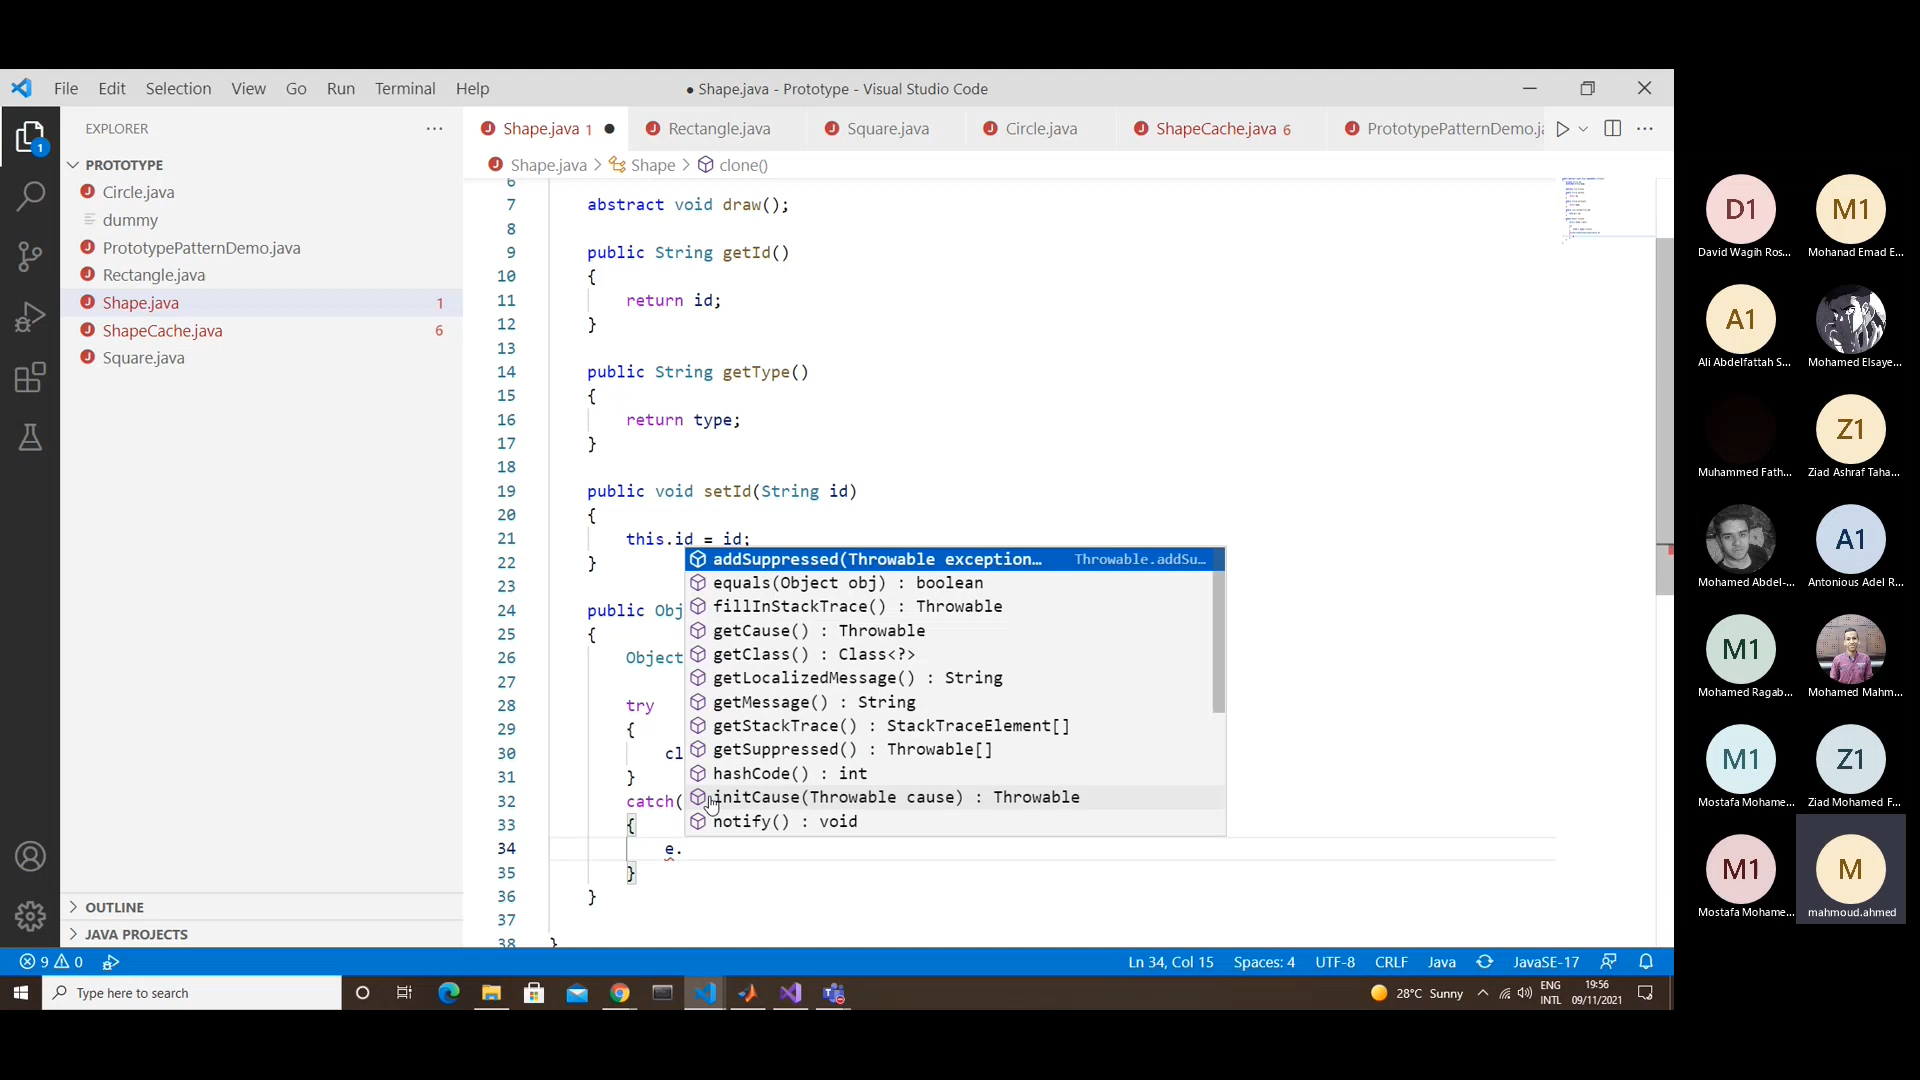 File Edit Selection View Go Run Terminal Help
● Shape.java - Prototype - Visual Studio Code
EXPLORER
PROTOTYPE
Circle.java
dummy
PrototypePatternDemo.java
Rectangle.java
Shape.java 1
ShapeCache.java 6
Square.java
OUTLINE
JAVA PROJECTS
1
Shape.java 1 ● Rectangle.java Square.java Circle.java ShapeCache.java 6 PrototypePatternDemo.ja
Shape.java > Shape > clone()
6
7 abstract void draw();
8
9 public String getId()
10 {
11 return id;
12 }
13
14 public String getType()
15 {
16 return type;
17 }
18
19 public void setId(String id)
20 {
21 this.id = id;
22 }
23
24 public Obj
25 {
26 Object
27
28 try
29 {
30 cl
31 }
32 catch(
33 {
34 e.
35 }
36 }
37
38 }
addSuppressed(Throwable exception… Throwable.addSu…
equals(Object obj) : boolean
fillInStackTrace() : Throwable
getCause() : Throwable
getClass() : Class<?>
getLocalizedMessage() : String
getMessage() : String
getStackTrace() : StackTraceElement[]
getSuppressed() : Throwable[]
hashCode() : int
initCause(Throwable cause) : Throwable
notify() : void
9 0
Ln 34, Col 15 Spaces: 4 UTF-8 CRLF Java JavaSE-17
Type here to search
28°C Sunny
ENG
INTL
19:56
09/11/2021
D1
David Wagih Ros...
M1
Mohanad Emad E...
A1
Ali Abdelfattah S...
Mohamed Elsaye...
Muhammed Fath...
Z1
Ziad Ashraf Taha...
Mohamed Abdel-...
A1
Antonious Adel R...
M1
Mohamed Ragab...
Mohamed Mahm...
M1
Mostafa Mohame...
Z1
Ziad Mohamed F...
M1
Mostafa Mohame...
M
mahmoud.ahmed